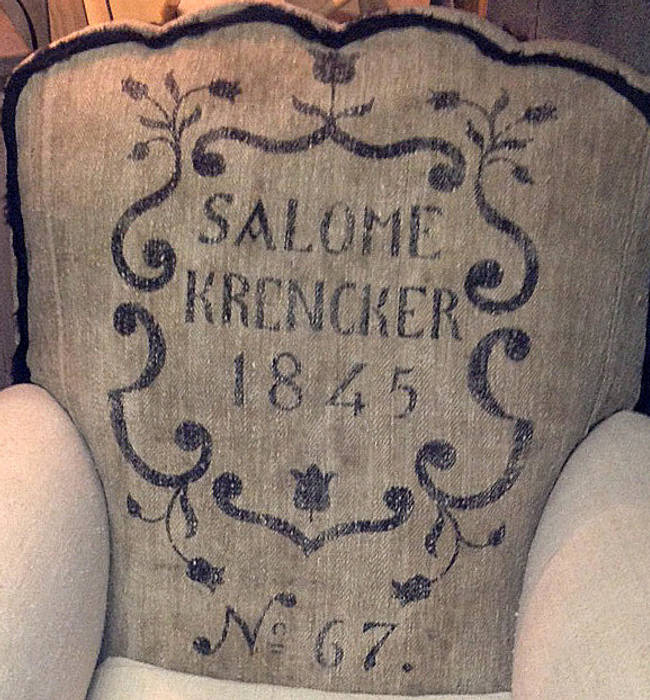 SALOME
KRENCKER
1845
Nº 67.